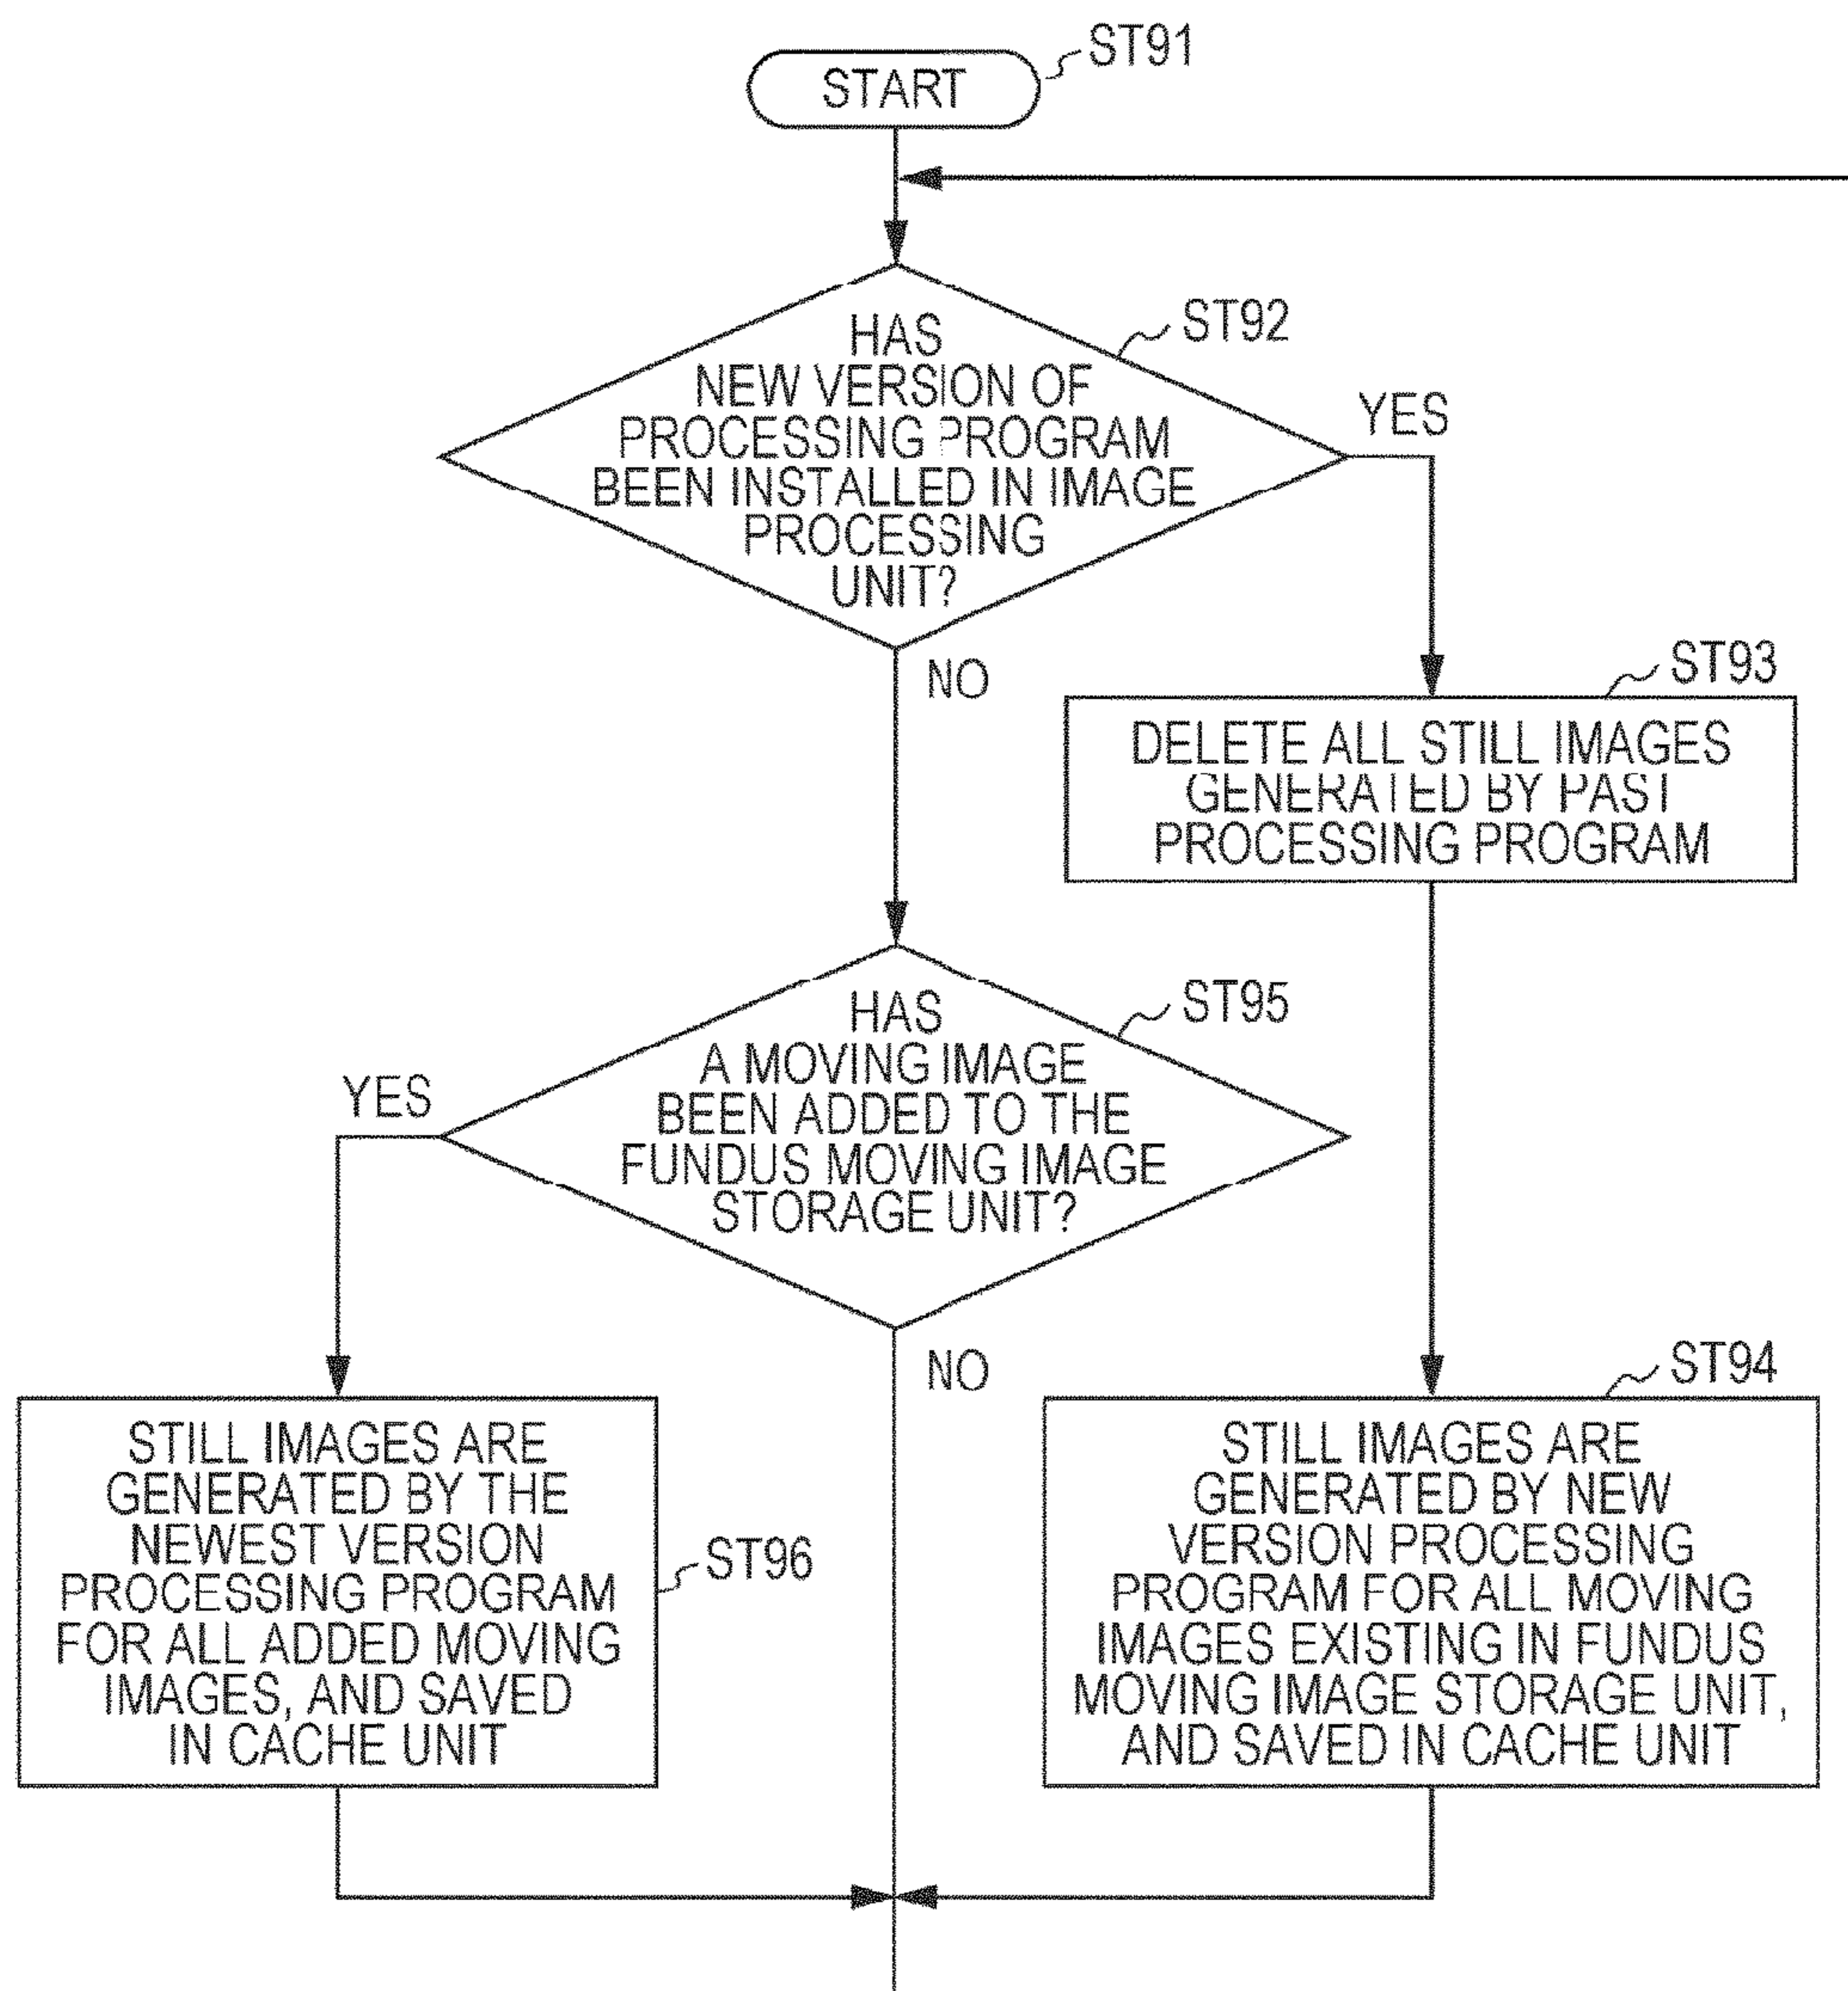 START
ST91
HAS
NEW VERSION OF
PROCESSING PROGRAM
BEEN INSTALLED IN IMAGE
PROCESSING
UNIT?
ST92
YES
NO
ST93
DELETE ALL STILL IMAGES
GENERATED BY PAST
PROCESSING PROGRAM
HAS
A MOVING IMAGE
BEEN ADDED TO THE
FUNDUS MOVING IMAGE
STORAGE UNIT?
ST95
YES
NO
STILL IMAGES ARE
GENERATED BY THE
NEWEST VERSION
PROCESSING PROGRAM
FOR ALL ADDED MOVING
IMAGES, AND SAVED
IN CACHE UNIT
ST96
ST94
STILL IMAGES ARE
GENERATED BY NEW
VERSION PROCESSING
PROGRAM FOR ALL MOVING
IMAGES EXISTING IN FUNDUS
MOVING IMAGE STORAGE UNIT,
AND SAVED IN CACHE UNIT